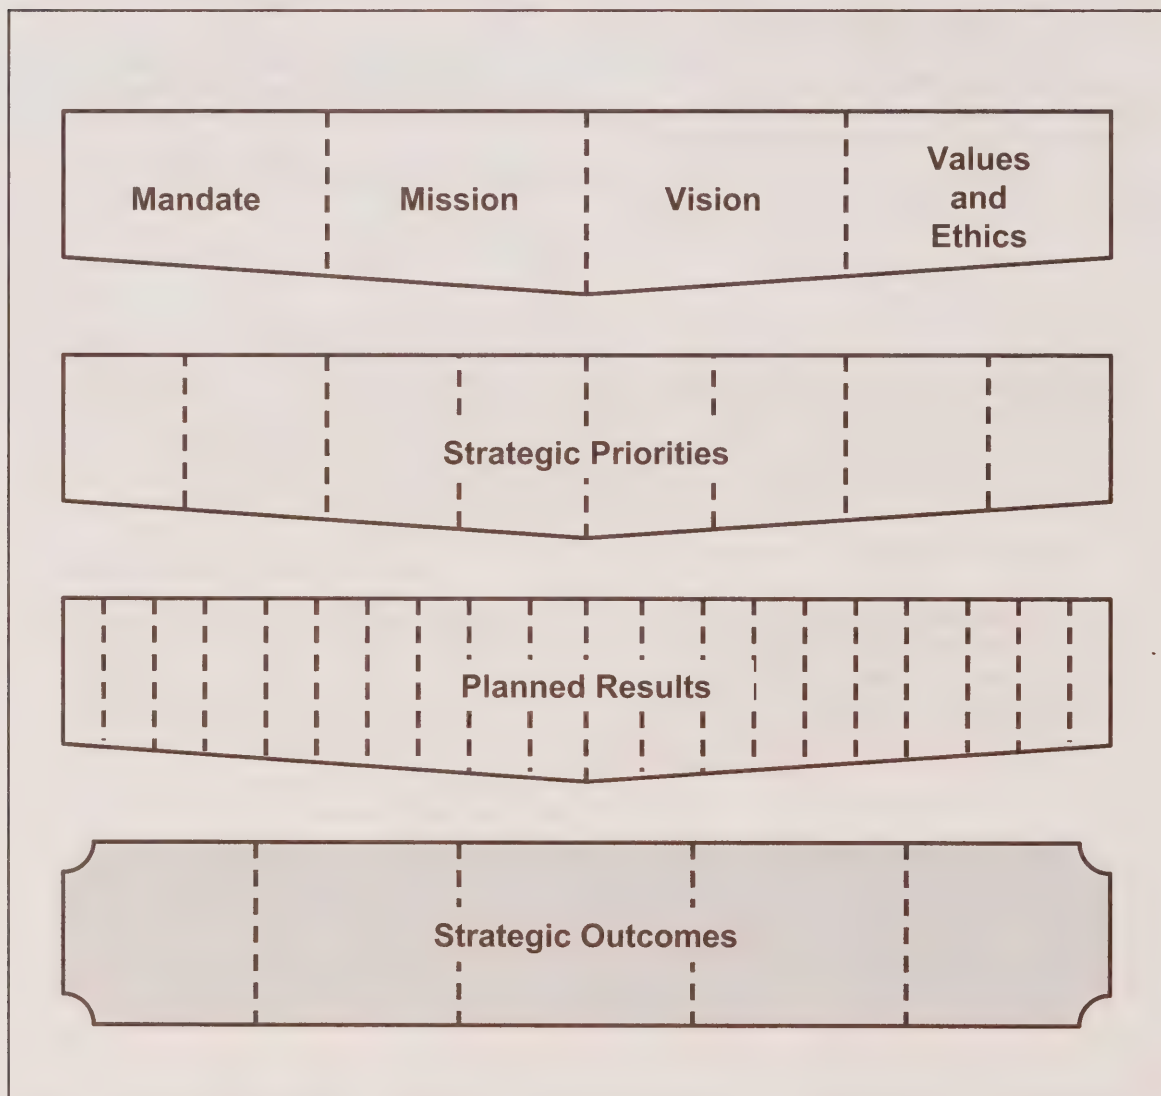 Mandate
Mission
Vision
Values
and
Ethics
Strategic Priorities
Planned Results
Strategic Outcomes